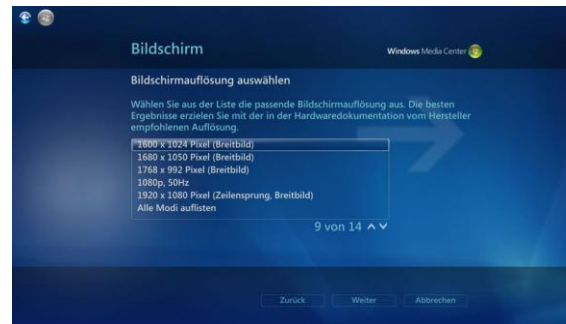 Bildschirm
Windows Media Center
Bildschirmauflösung auswählen
Wählen Sie aus der Liste die passende Bildschirmauflösung aus. Die besten
Ergebnisse erzielen Sie mit der in der Hardwaredokumentation vom Hersteller
empfohlenen Auflösung.
1600 x 1024 Pixel (Breitbild)
1680 x 1050 Pixel (Breitbild)
1768 x 992 Pixel (Breitbild)
1080p, 50Hz
1920 x 1080 Pixel (Zeilensprung, Breitbild)
Alle Modi auflisten
9 von 14
Zurück
Weiter
Abbrechen